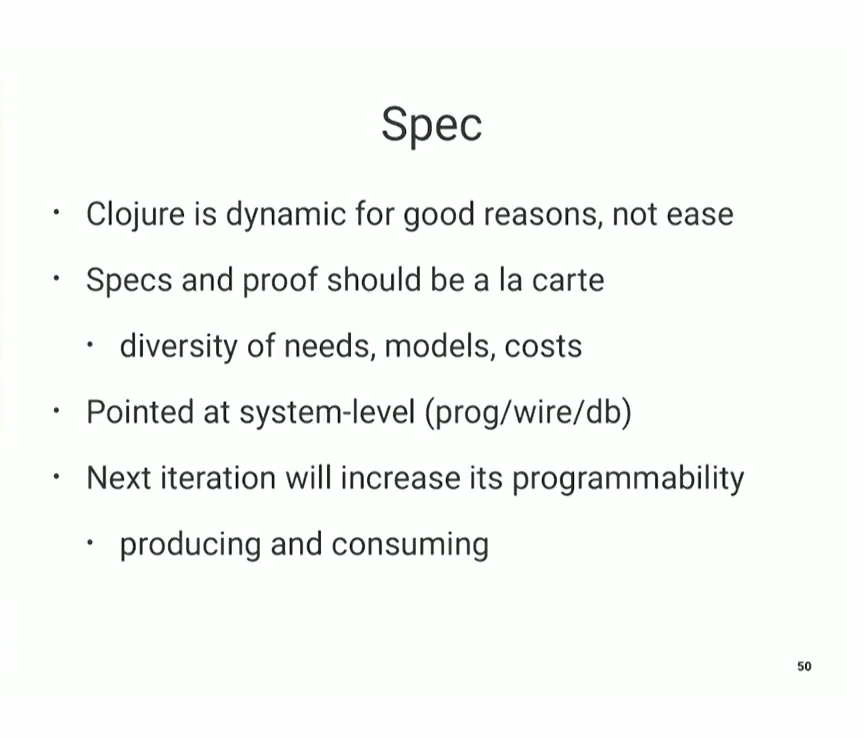 Spec
• Clojure is dynamic for good reasons, not ease
• Specs and proof should be a la carte
• diversity of needs, models, costs
• Pointed at system-level (prog/wire/db)
• Next iteration will increase its programmability
• producing and consuming
50